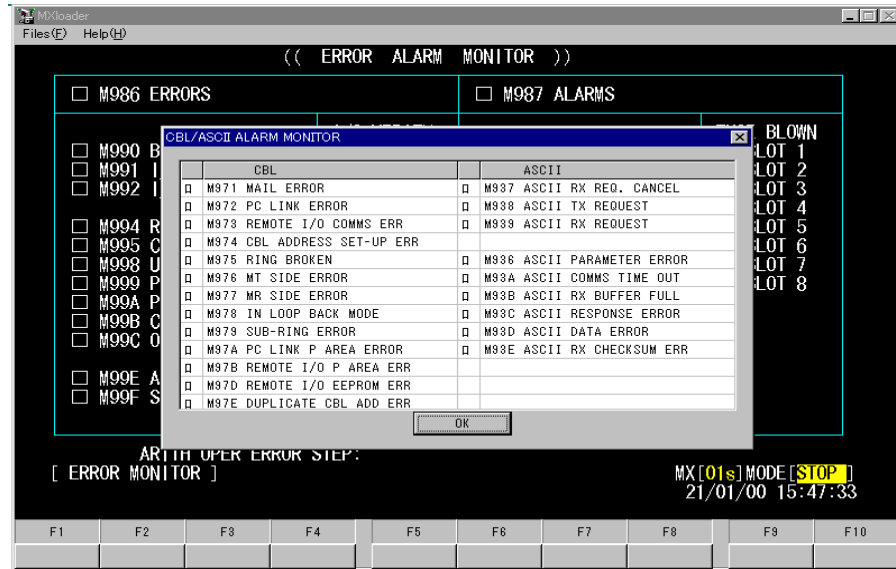 MXloader
Files(F) Help(H)
(( ERROR ALARM MONITOR ))
M986 ERRORS
M987 ALARMS
BLOWN
M990 B
LOT 1
M991 I
LOT 2
M992 I
LOT 3
LOT 4
M994 R
LOT 5
M995 C
LOT 6
M998 U
LOT 7
M999 P
LOT 8
M99A P
M99B C
M99C O
M99E A
M99F S
CBL/ASCII ALARM MONITOR
CBL
ASCII
M971 MAIL ERROR
M937 ASCII RX REQ. CANCEL
M972 PC LINK ERROR
M938 ASCII TX REQUEST
M973 REMOTE I/O COMMS ERR
M939 ASCII RX REQUEST
M974 CBL ADDRESS SET-UP ERR
M975 RING BROKEN
M936 ASCII PARAMETER ERROR
M976 MT SIDE ERROR
M93A ASCII COMMS TIME OUT
M977 MR SIDE ERROR
M93B ASCII RX BUFFER FULL
M978 IN LOOP BACK MODE
M93C ASCII RESPONSE ERROR
M979 SUB-RING ERROR
M93D ASCII DATA ERROR
M97A PC LINK P AREA ERROR
M93E ASCII RX CHECKSUM ERR
M97B REMOTE I/O P AREA ERR
M97D REMOTE I/O EEPROM ERR
M97E DUPLICATE CBL ADD ERR
OK
ARITH OPER ERROR STEP:
[ ERROR MONITOR ]
MX[01s]MODE[STOP ]
21/01/00 15:47:33
F1 F2 F3 F4 F5 F6 F7 F8 F9 F10